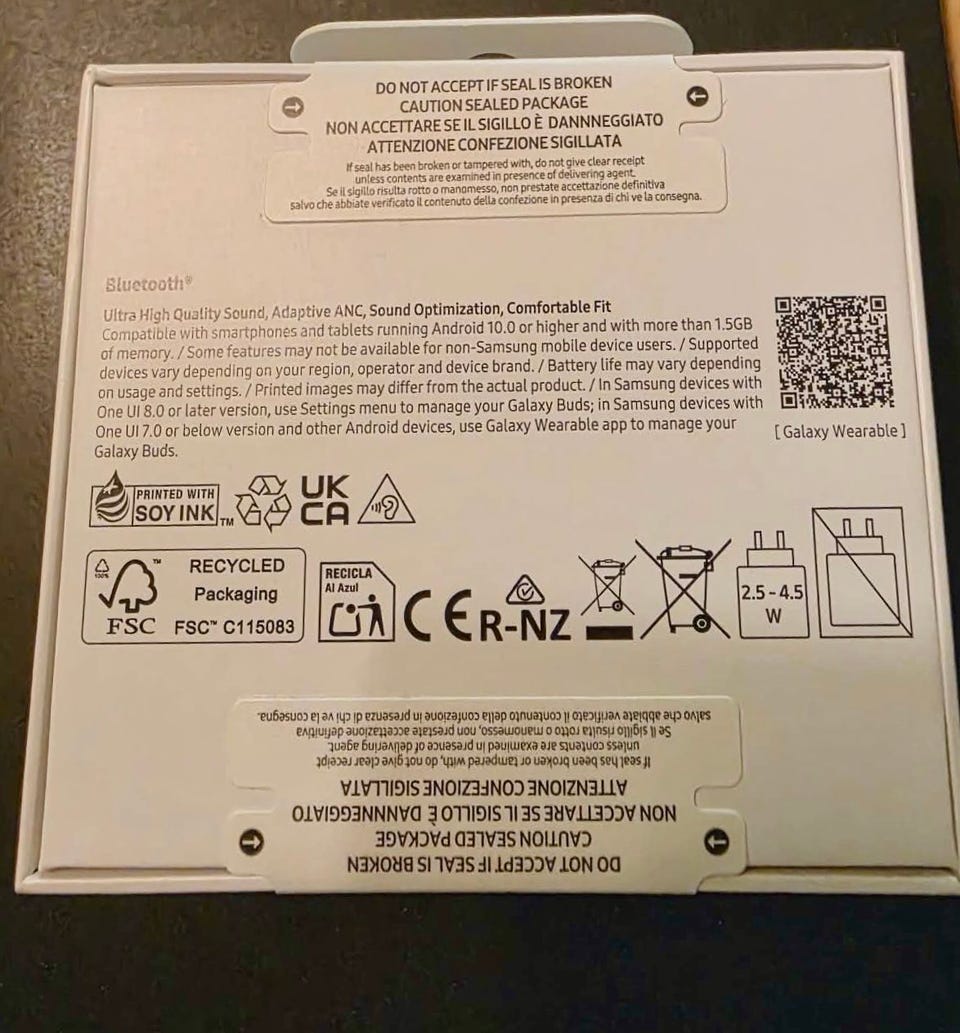 DO NOT ACCEPT IF SEAL IS BROKEN
CAUTION SEALED PACKAGE
NON ACCETTARE SE IL SIGILLO È DANNNEGGIATO
ATTENZIONE CONFEZIONE SIGILLATA
If seal has been broken or tampered with, do not give clear receipt
unless contents are examined in presence of delivering agent.
Se il sigillo risulta rotto o manomesso, non prestate accettazione definitiva
salvo che abbiate verificato il contenuto della confezione in presenza di chi ve la consegna.
Bluetooth®
Ultra High Quality Sound, Adaptive ANC, Sound Optimization, Comfortable Fit
Compatible with smartphones and tablets running Android 10.0 or higher and with more than 1.5GB
of memory. / Some features may not be available for non-Samsung mobile device users. / Supported
devices vary depending on your region, operator and device brand. / Battery life may vary depending
on usage and settings. / Printed images may differ from the actual product. / In Samsung devices with
One UI 8.0 or later version, use Settings menu to manage your Galaxy Buds; in Samsung devices with
One UI 7.0 or below version and other Android devices, use Galaxy Wearable app to manage your
Galaxy Buds.
[ Galaxy Wearable ]
PRINTED WITH
SOY INK™
UK
CA
100%
™
FSC
RECYCLED
Packaging
FSC™ C115083
RECICLA
Al Azul
CE
R-NZ
2.5 - 4.5
W
DO NOT ACCEPT IF SEAL IS BROKEN
CAUTION SEALED PACKAGE
NON ACCETTARE SE IL SIGILLO È DANNNEGGIATO
ATTENZIONE CONFEZIONE SIGILLATA
If seal has been broken or tampered with, do not give clear receipt
unless contents are examined in presence of delivering agent.
Se il sigillo risulta rotto o manomesso, non prestate accettazione definitiva
salvo che abbiate verificato il contenuto della confezione in presenza di chi ve la consegna.